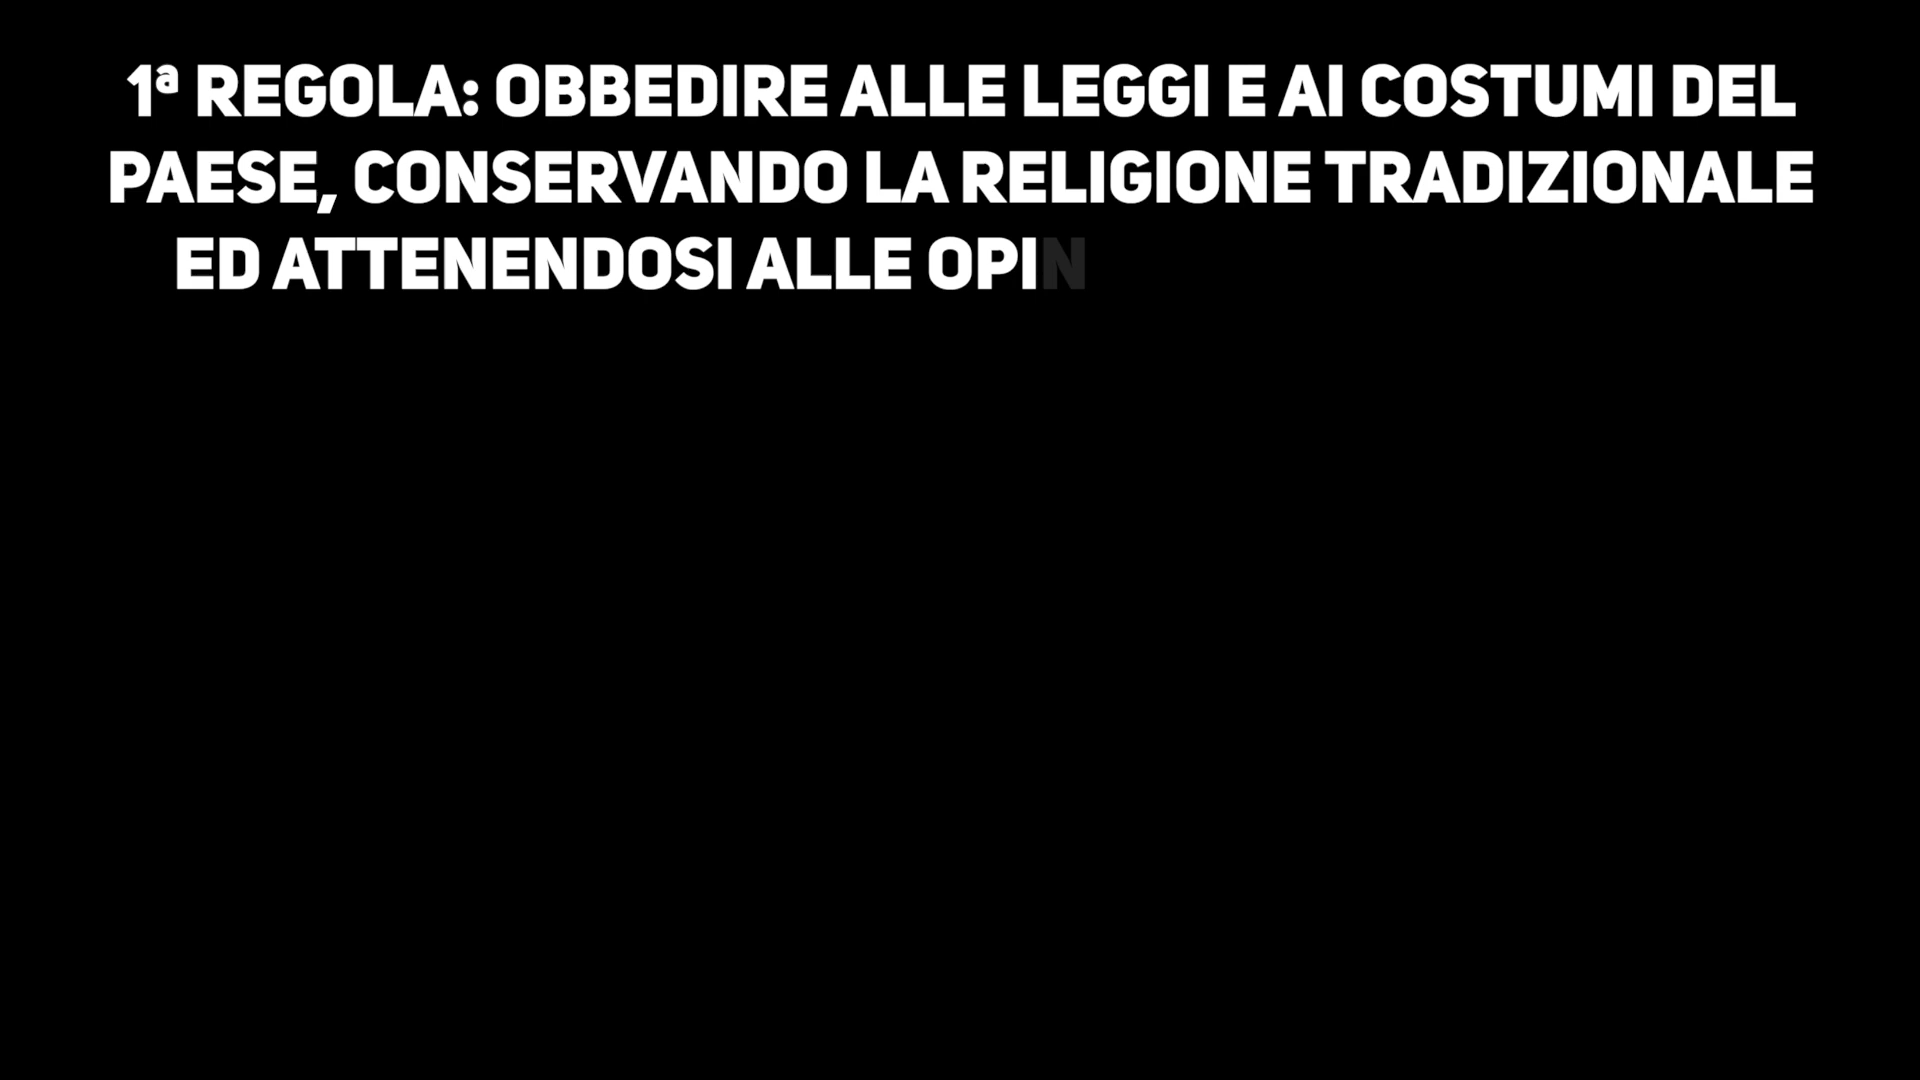 1ª REGOLA: OBBEDIRE ALLE LEGGI E AI COSTUMI DEL
PAESE, CONSERVANDO LA RELIGIONE TRADIZIONALE
ED ATTENENDOSI ALLE OPIN